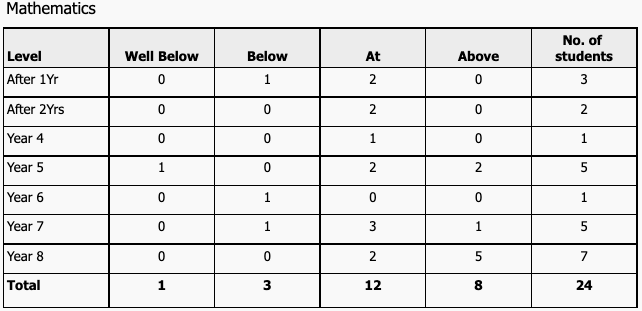 Mathematics
No. of
Level Well Below Below At Above students
After 1Yr 0 1 2 0 3
After 2Yrs 0 0 2 0 2
Year 4 0 0 1 0 1
Year 5 1 0 2 2 5
Year 6 0 1 0 0 1
Year 7 0 1 3 1 5
Year 8 0 0 2 5 7
Total 1 3 12 8 24